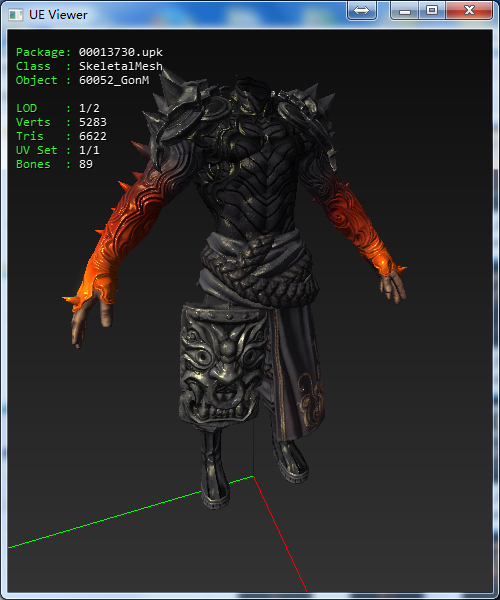 UE Viewer
Package: 00013730.upk
Class : SkeletalMesh
Object : 60052_GonM
LOD : 1/2
Verts : 5283
Tris : 6622
UV Set : 1/1
Bones : 89